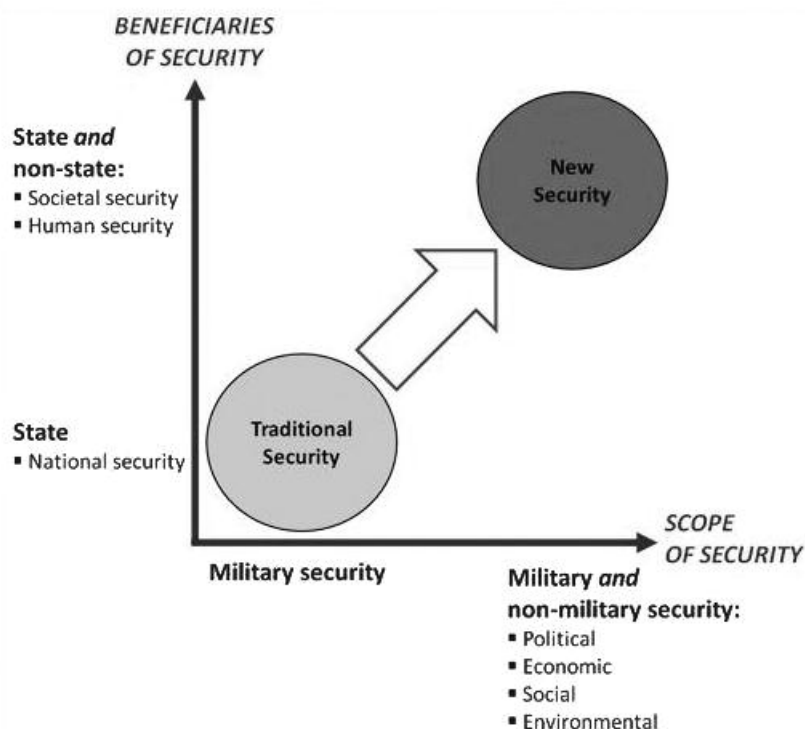 BENEFICIARIES
OF SECURITY
State and
non-state:
▪ Societal security
▪ Human security
New
Security
State
▪ National security
Traditional
Security
SCOPE
OF SECURITY
Military security
Military and
non-military security:
▪ Political
▪ Economic
▪ Social
▪ Environmental